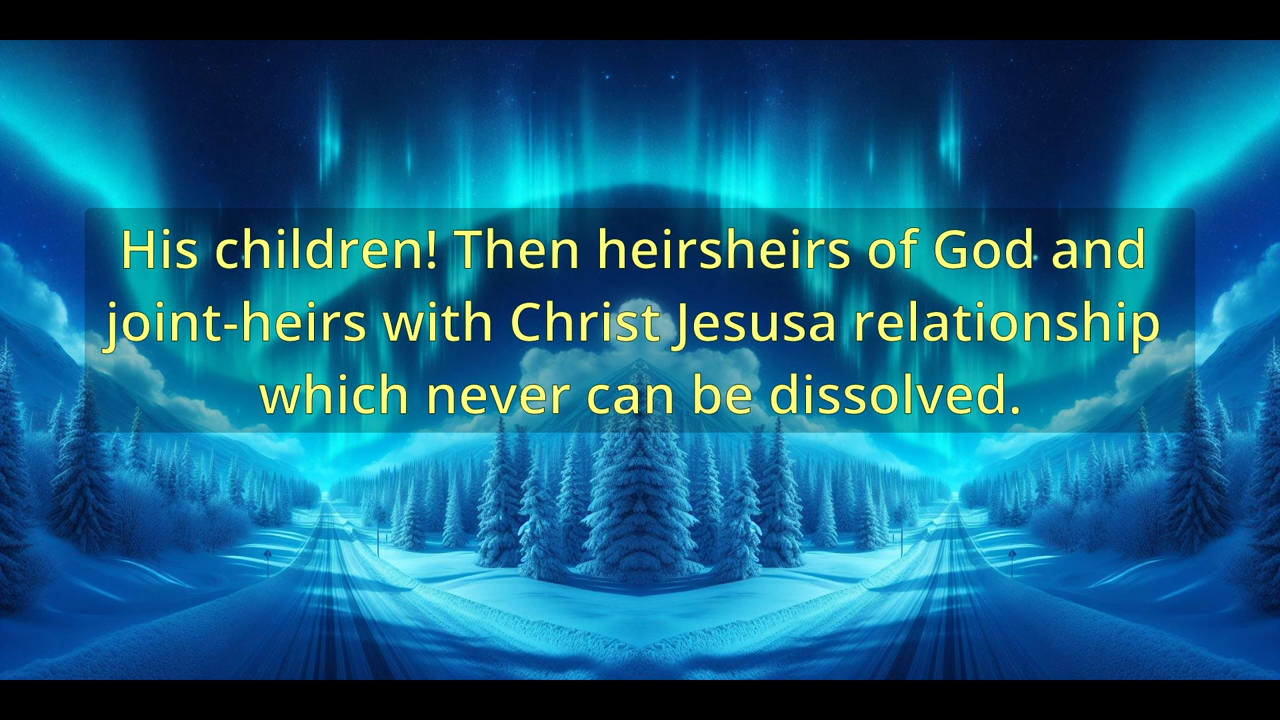 His children! Then heirsheirs of God and
joint-heirs with Christ Jesusa relationship
which never can be dissolved.